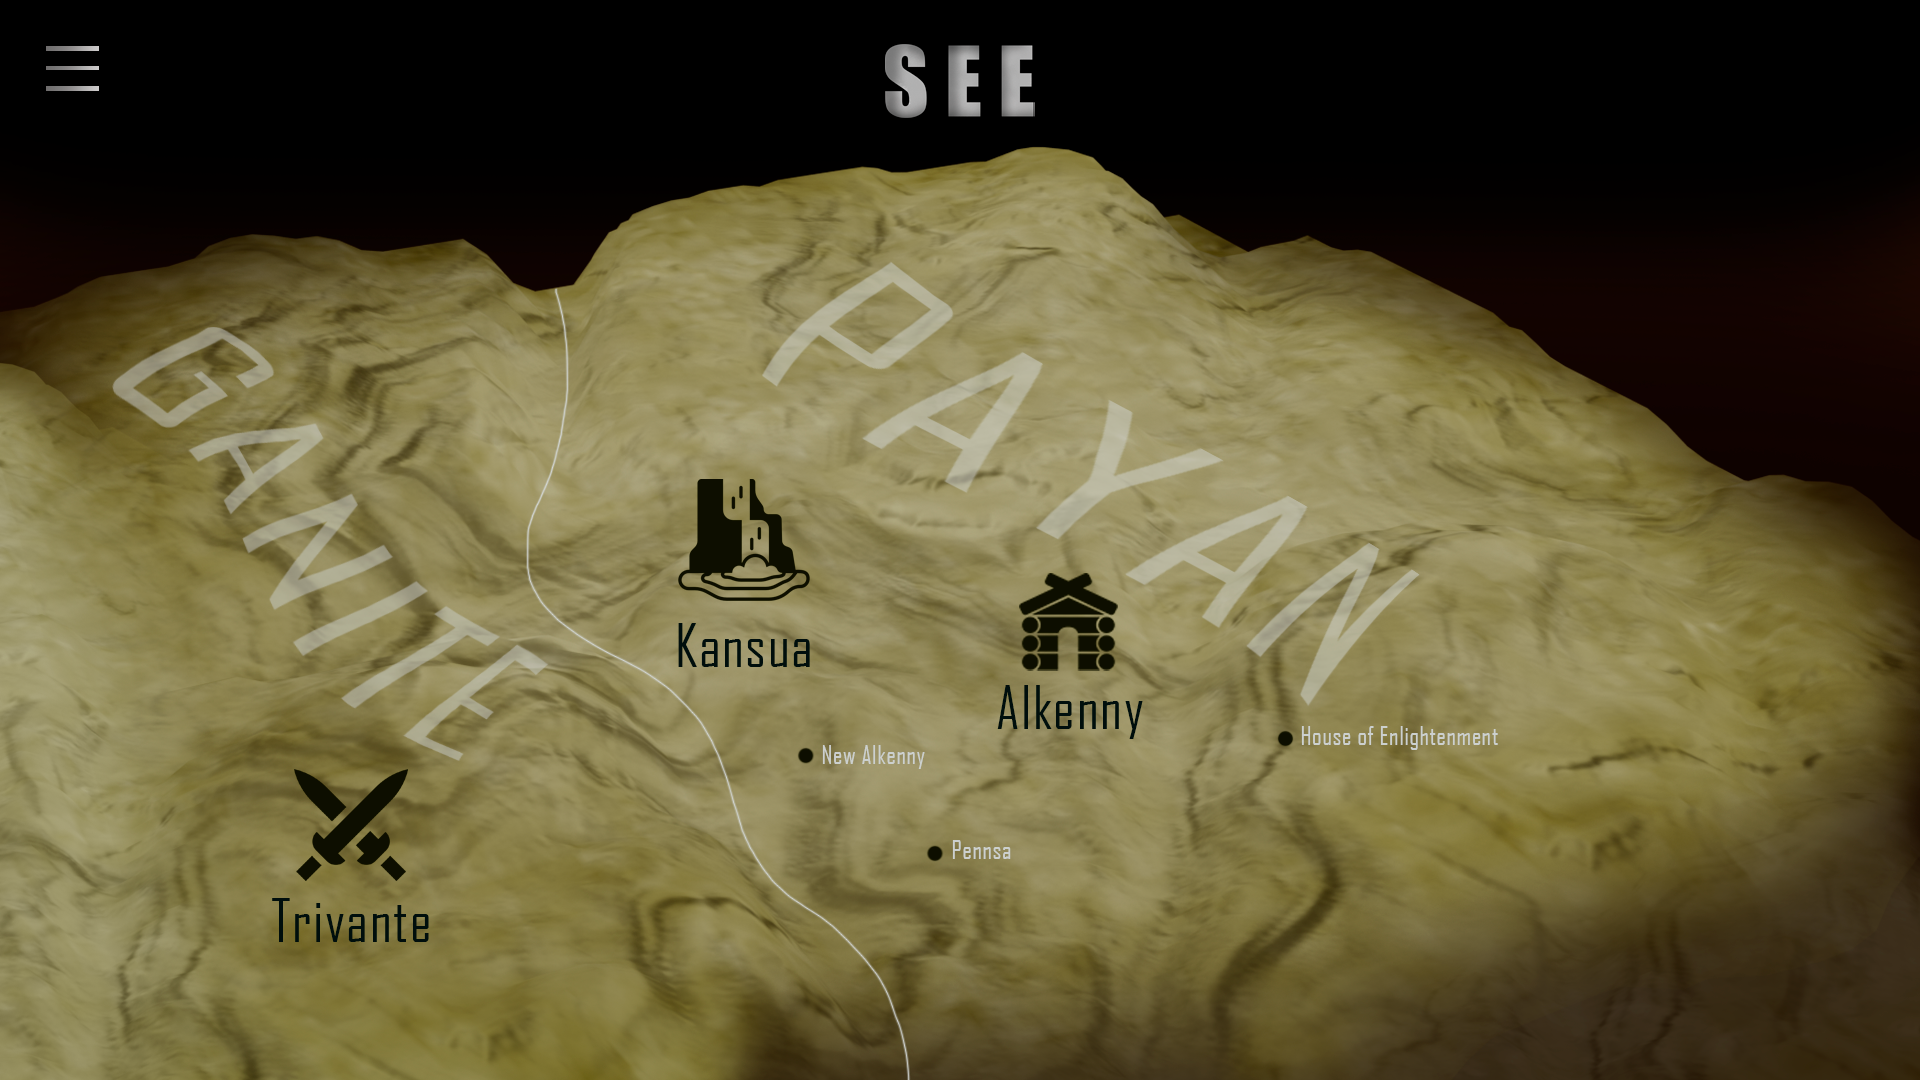 SEE
GANITE
PAYAN
Kansua
Alkenny
House of Enlightenment
New Alkenny
Pennsa
Trivante